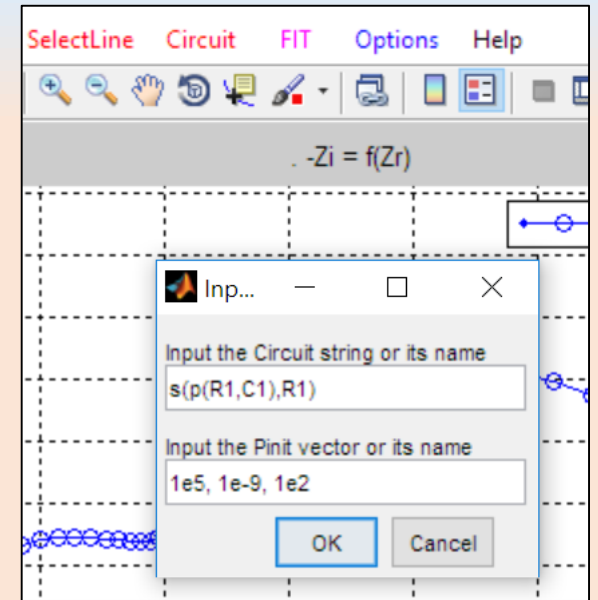 SelectLine Circuit FIT Options Help
. -Zi = f(Zr)
Inp...
Input the Circuit string or its name
s(p(R1,C1),R1)
Input the Pinit vector or its name
1e5, 1e-9, 1e2
OK Cancel